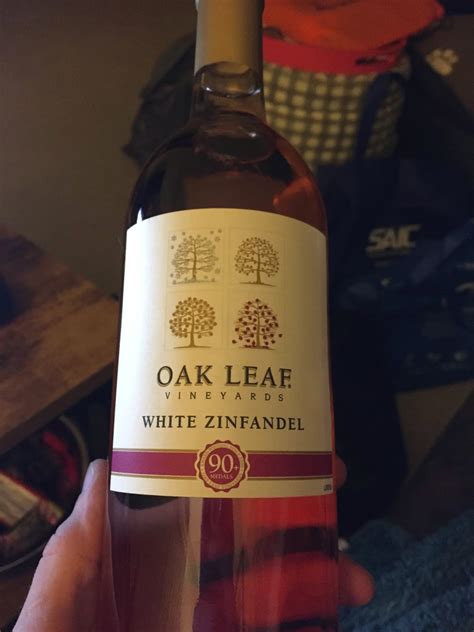 OAK LEAF
VINEYARDS
WHITE ZINFANDEL
90+
MEDALS
SAIC